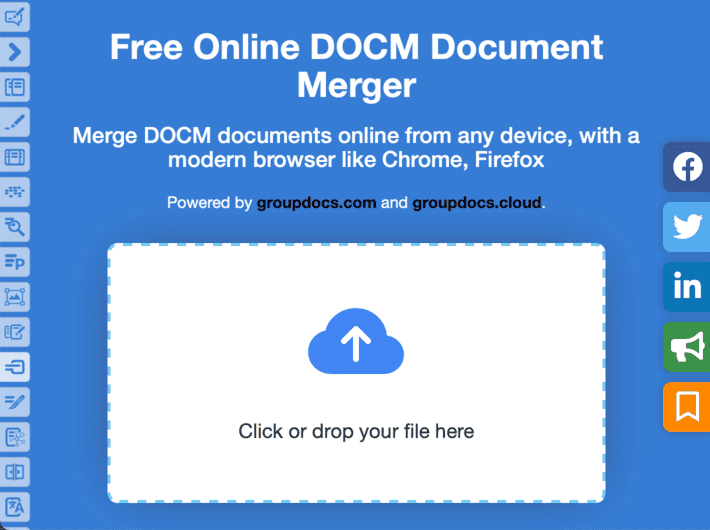 Free Online DOCM Document
Merger
Merge DOCM documents online from any device, with a
modern browser like Chrome, Firefox
Powered by groupdocs.com and groupdocs.cloud.
Click or drop your file here